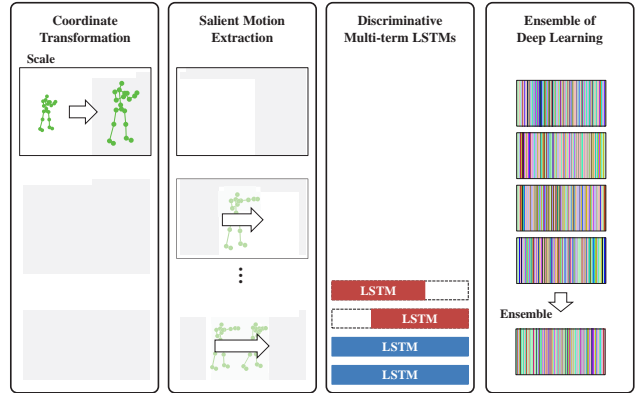 Coordinate
Transformation
Scale
Salient Motion
Extraction
Discriminative
Multi-term LSTMs
LSTM
LSTM
LSTM
LSTM
Ensemble of
Deep Learning
Ensemble